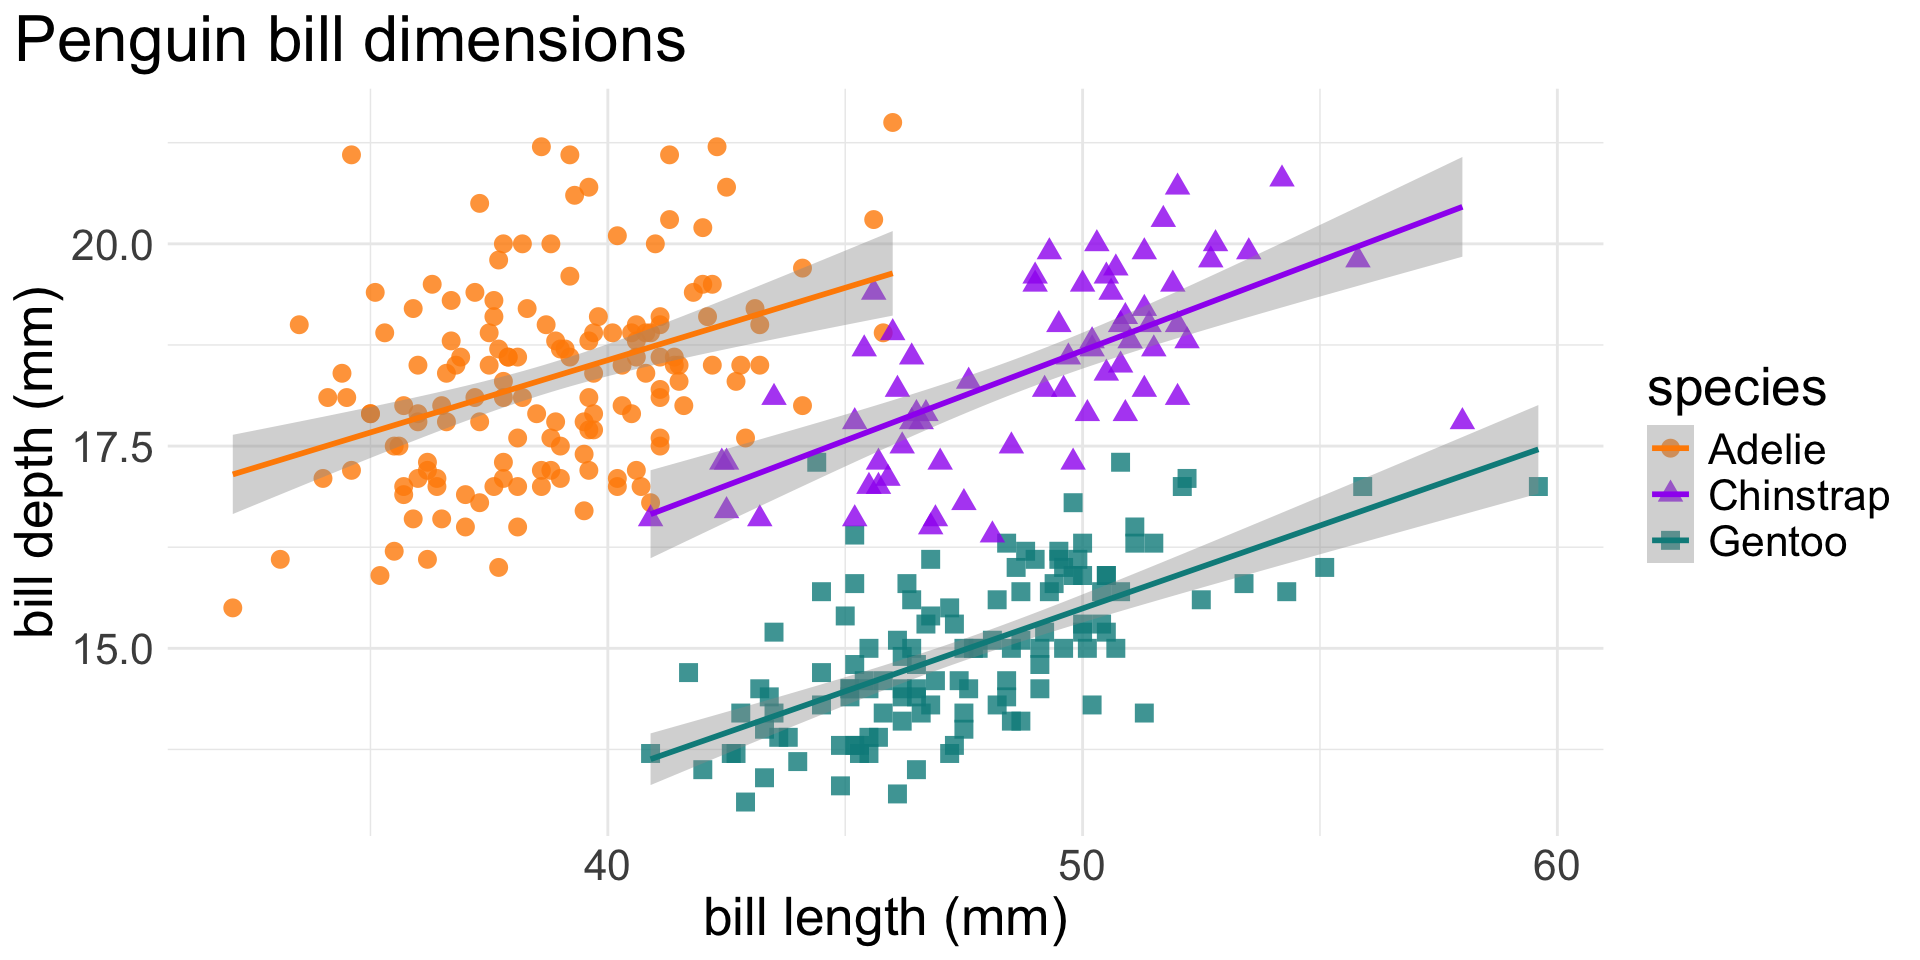 Penguin bill dimensions
bill depth (mm)
20.0
17.5
15.0
40 50 60
bill length (mm)
species
Adelie
Chinstrap
Gentoo